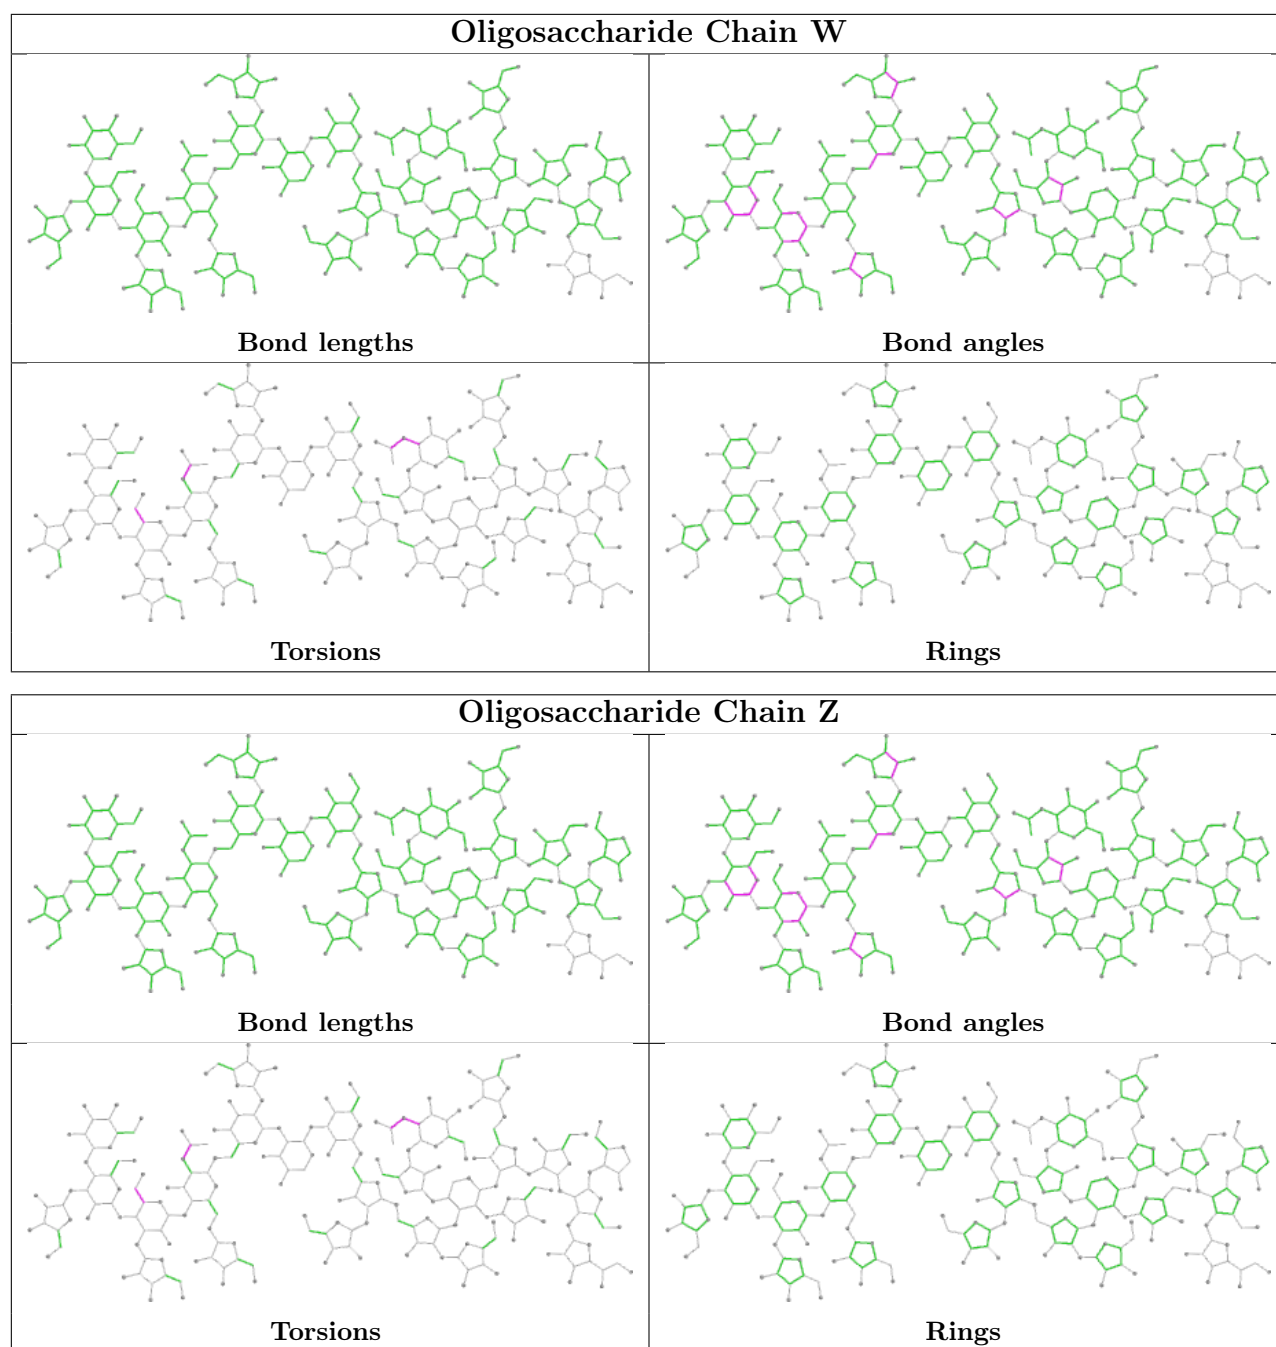 Oligosaccharide Chain W
Bond lengths
Bond angles
Torsions
Rings
Oligosaccharide Chain Z
Bond lengths
Bond angles
Torsions
Rings